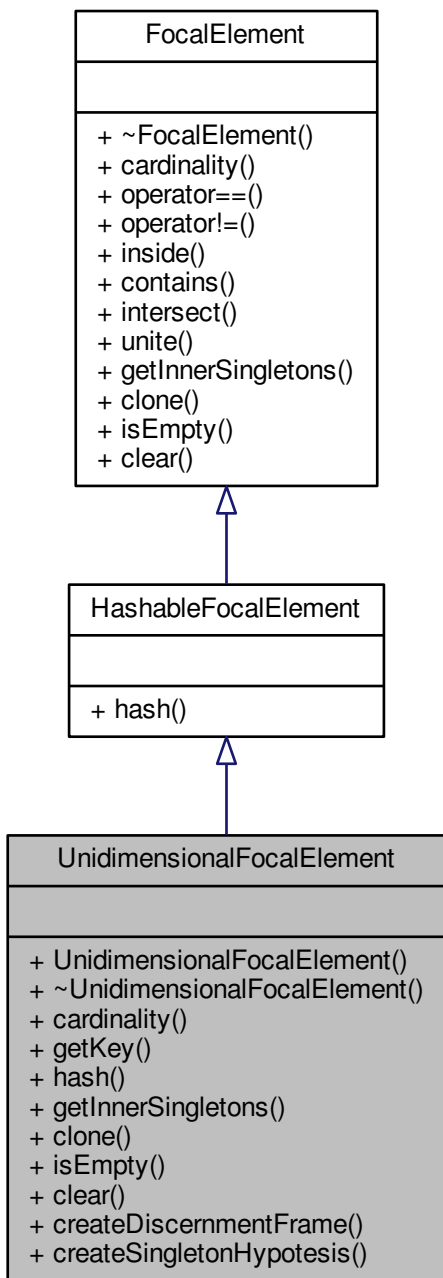 FocalElement
+ ~FocalElement()
+ cardinality()
+ operator==()
+ operator!=()
+ inside()
+ contains()
+ intersect()
+ unite()
+ getInnerSingletons()
+ clone()
+ isEmpty()
+ clear()
HashableFocalElement
+ hash()
UnidimensionalFocalElement
+ UnidimensionalFocalElement()
+ ~UnidimensionalFocalElement()
+ cardinality()
+ getKey()
+ hash()
+ getInnerSingletons()
+ clone()
+ isEmpty()
+ clear()
+ createDiscernmentFrame()
+ createSingletonHypotesis()